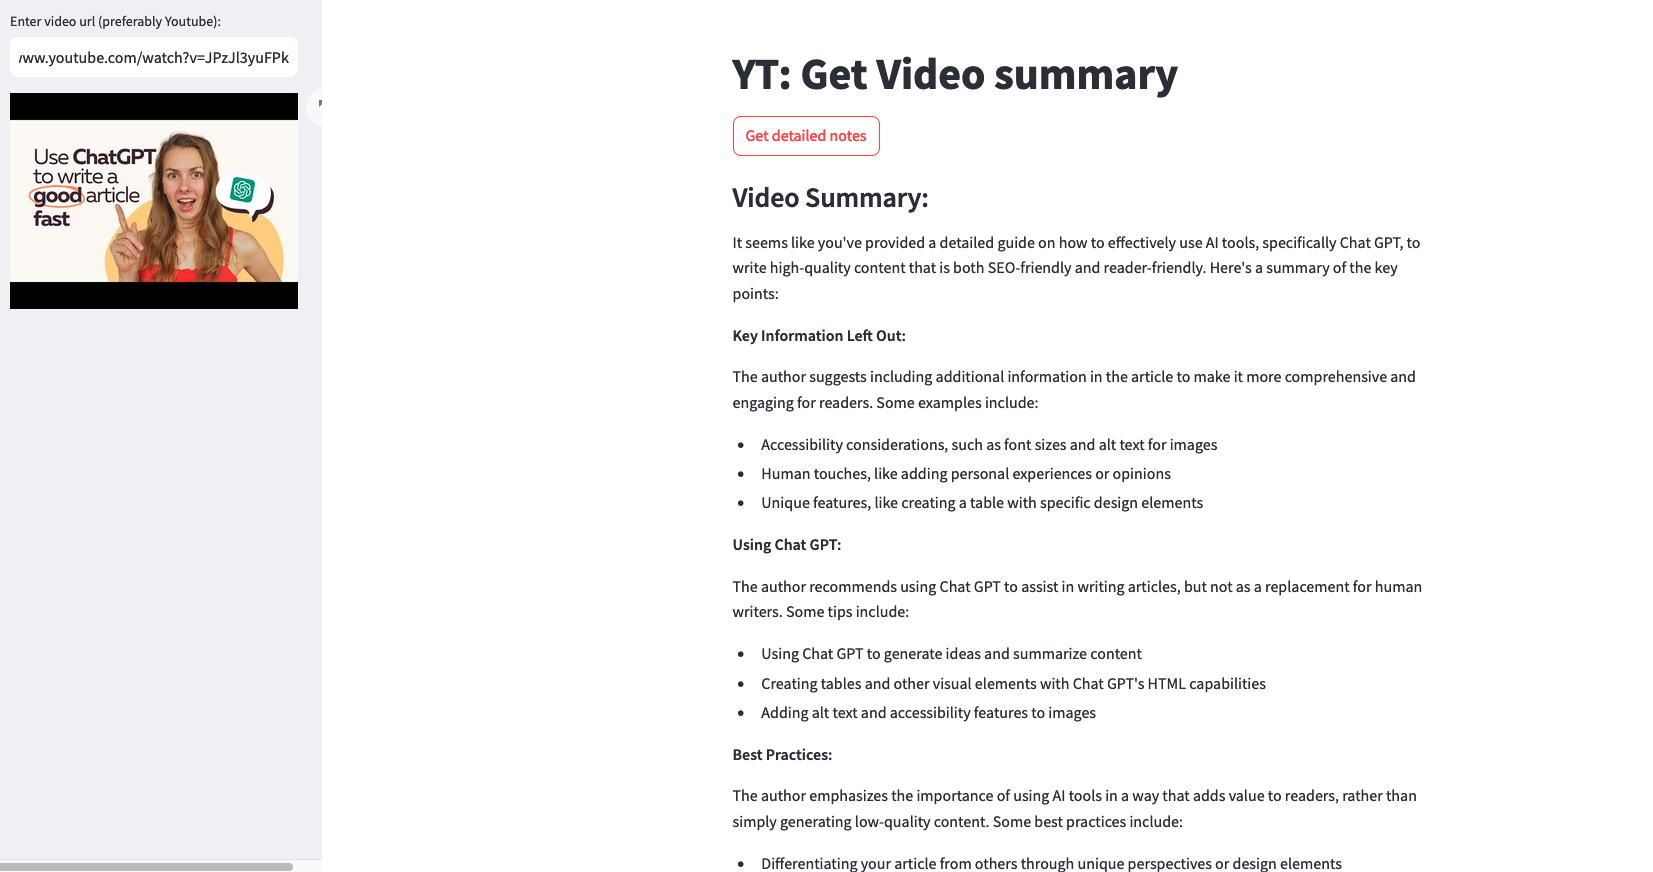 Enter video url (preferably Youtube):
www.youtube.com/watch?v=JPzJl3yuFPk
Use ChatGPT
to write a
good article
fast
YT: Get Video summary
Get detailed notes
Video Summary:
It seems like you've provided a detailed guide on how to effectively use AI tools, specifically Chat GPT, to
write high-quality content that is both SEO-friendly and reader-friendly. Here's a summary of the key
points:
Key Information Left Out:
The author suggests including additional information in the article to make it more comprehensive and
engaging for readers. Some examples include:
• Accessibility considerations, such as font sizes and alt text for images
• Human touches, like adding personal experiences or opinions
• Unique features, like creating a table with specific design elements
Using Chat GPT:
The author recommends using Chat GPT to assist in writing articles, but not as a replacement for human
writers. Some tips include:
• Using Chat GPT to generate ideas and summarize content
• Creating tables and other visual elements with Chat GPT's HTML capabilities
• Adding alt text and accessibility features to images
Best Practices:
The author emphasizes the importance of using AI tools in a way that adds value to readers, rather than
simply generating low-quality content. Some best practices include:
• Differentiating your article from others through unique perspectives or design elements